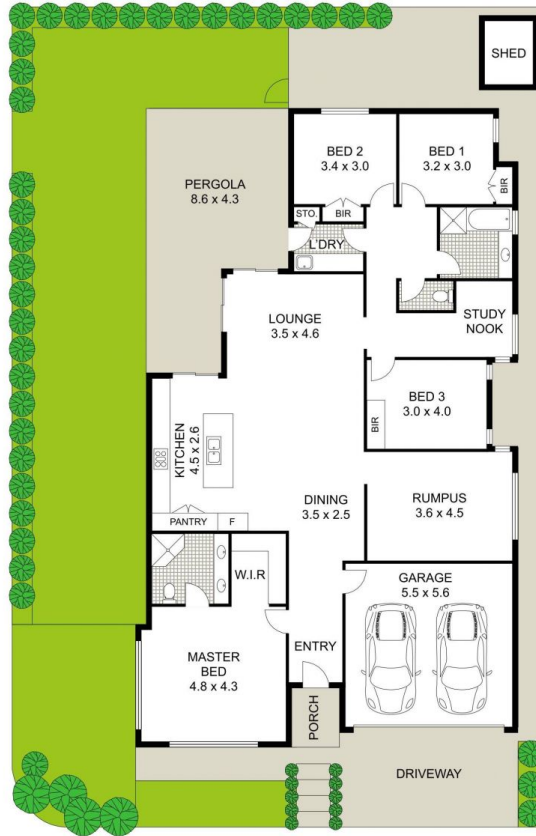 SHED
BED 2
3.4 x 3.0
BED 1
3.2 x 3.0
BIR
PERGOLA
8.6 x 4.3
STO.
BIR
L'DRY
LOUNGE
3.5 x 4.6
STUDY
NOOK
BED 3
3.0 x 4.0
BIR
KITCHEN
4.5 x 2.6
DINING
3.5 x 2.5
RUMPUS
3.6 x 4.5
PANTRY
F
W.I.R
GARAGE
5.5 x 5.6
ENTRY
MASTER
BED
4.8 x 4.3
PORCH
DRIVEWAY